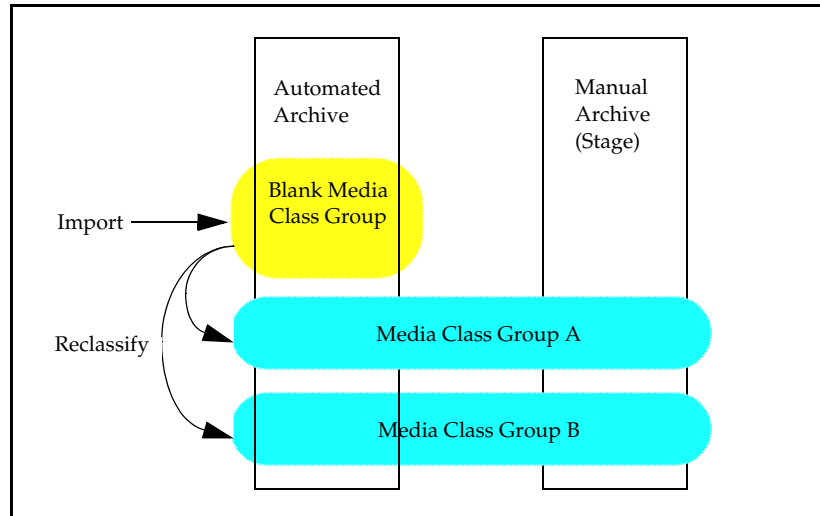 Automated
Archive
Manual
Archive
(Stage)
Blank Media
Class Group
Import
Media Class Group A
Reclassify
Media Class Group B